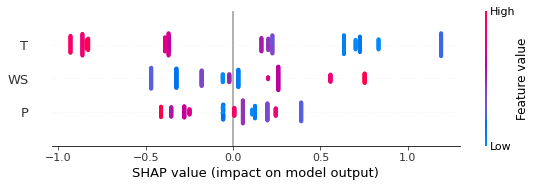 High
T
WS
P
Low
Feature value
−1.0 −0.5 0.0 0.5 1.0
SHAP value (impact on model output)